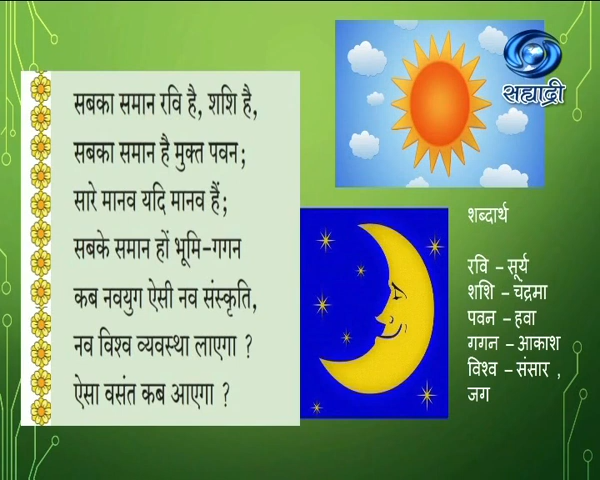 सबका समान रवि है, शशि है,
सबका समान है मुक्त पवन;
सारे मानव यदि मानव हैं;
सबके समान हों भूमि-गगन
कब नवयुग ऐसी नव संस्कृति,
नव विश्व व्यवस्था लाएगा ?
ऐसा वसंत कब आएगा ?
सह्याद्री
शब्दार्थ
रवि – सूर्य
शशि – चंद्रमा
पवन – हवा
गगन – आकाश
विश्व – संसार ,
जग